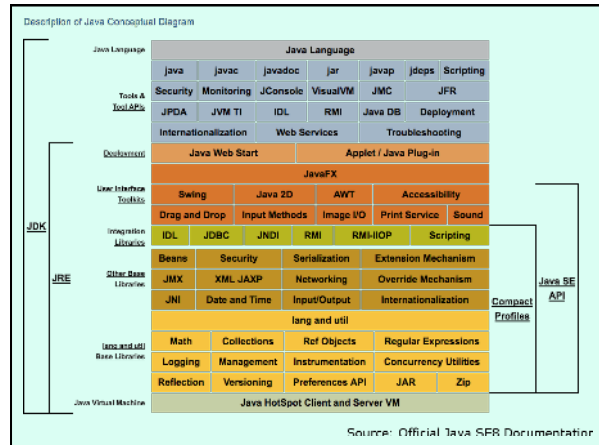 Description of Java Conceptual Diagram
Java Language
Java Language
java javac javadoc jar javap jdeps Scripting
Tools &
Tool APIs
Security Monitoring JConsole VisualVM JMC JFR
JPDA JVM TI IDL RMI Java DB Deployment
Internationalization Web Services Troubleshooting
Deployment
Java Web Start Applet / Java Plug-in
JavaFX
User Interface
Toolkits
Swing Java 2D AWT Accessibility
Drag and Drop Input Methods Image I/O Print Service Sound
Integration
Libraries
IDL JDBC JNDI RMI RMI-IIOP Scripting
JDK
JRE
Other Base
Libraries
Beans Security Serialization Extension Mechanism
JMX XML JAXP Networking Override Mechanism
JNI Date and Time Input/Output Internationalization
Java SE
API
Compact
Profiles
lang and util
lang and util
Base Libraries
Math Collections Ref Objects Regular Expressions
Logging Management Instrumentation Concurrency Utilities
Reflection Versioning Preferences API JAR Zip
Java Virtual Machine
Java HotSpot Client and Server VM
Source: Official Java SE8 Documentation